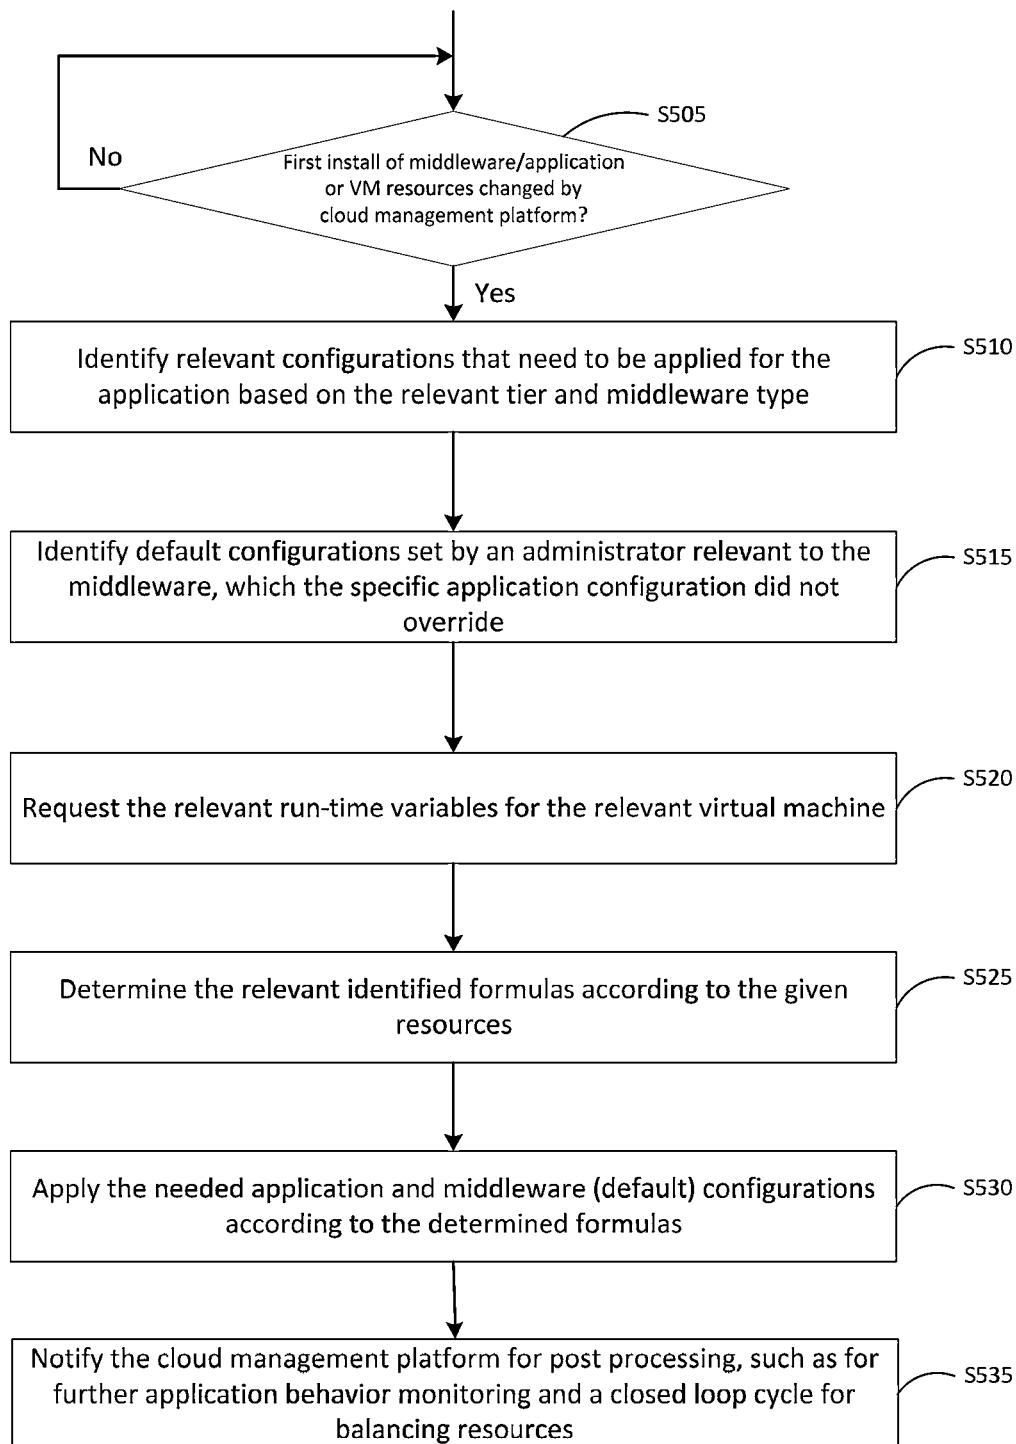 S505
First install of middleware/application
or VM resources changed by
cloud management platform?
No
Yes
S510
Identify relevant configurations that need to be applied for the
application based on the relevant tier and middleware type
S515
Identify default configurations set by an administrator relevant to the
middleware, which the specific application configuration did not
override
S520
Request the relevant run-time variables for the relevant virtual machine
S525
Determine the relevant identified formulas according to the given
resources
S530
Apply the needed application and middleware (default) configurations
according to the determined formulas
S535
Notify the cloud management platform for post processing, such as for
further application behavior monitoring and a closed loop cycle for
balancing resources